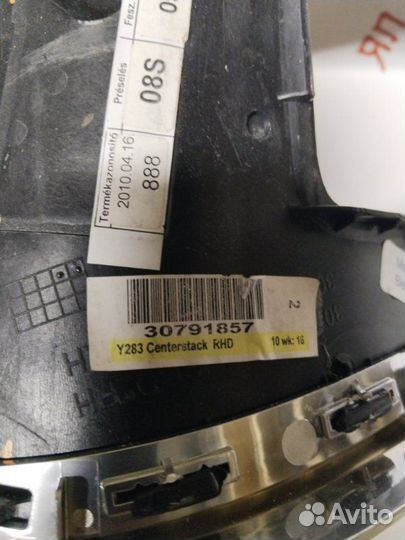 Termékazonosító
2010.04.16
888
Préselés
08S
Fesz.
30791857
2
Y283 Centerstack RHD 10 wk: 16
Avito